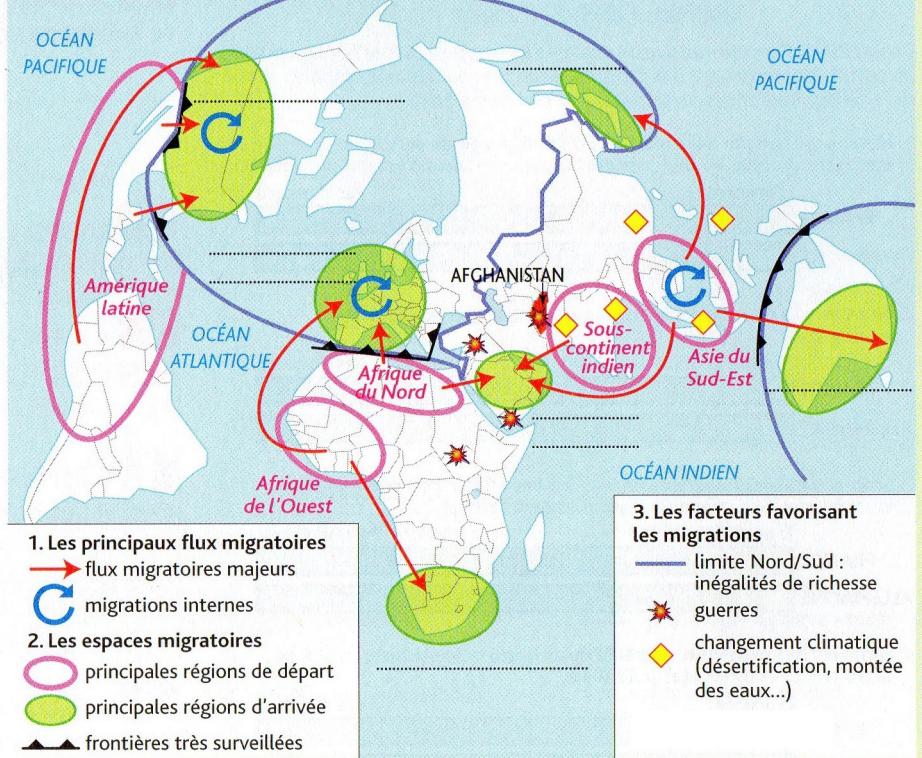 OCÉAN
PACIFIQUE
OCÉAN
PACIFIQUE
AFGHANISTAN
Amérique
latine
OCÉAN
ATLANTIQUE
Sous-
continent
indien
Asie du
Sud-Est
Afrique
du Nord
Afrique
de l'Ouest
OCÉAN INDIEN
1. Les principaux flux migratoires
flux migratoires majeurs
migrations internes
2. Les espaces migratoires
principales régions de départ
principales régions d'arrivée
frontières très surveillées
3. Les facteurs favorisant
les migrations
limite Nord/Sud :
inégalités de richesse
guerres
changement climatique
(désertification, montée
des eaux...)